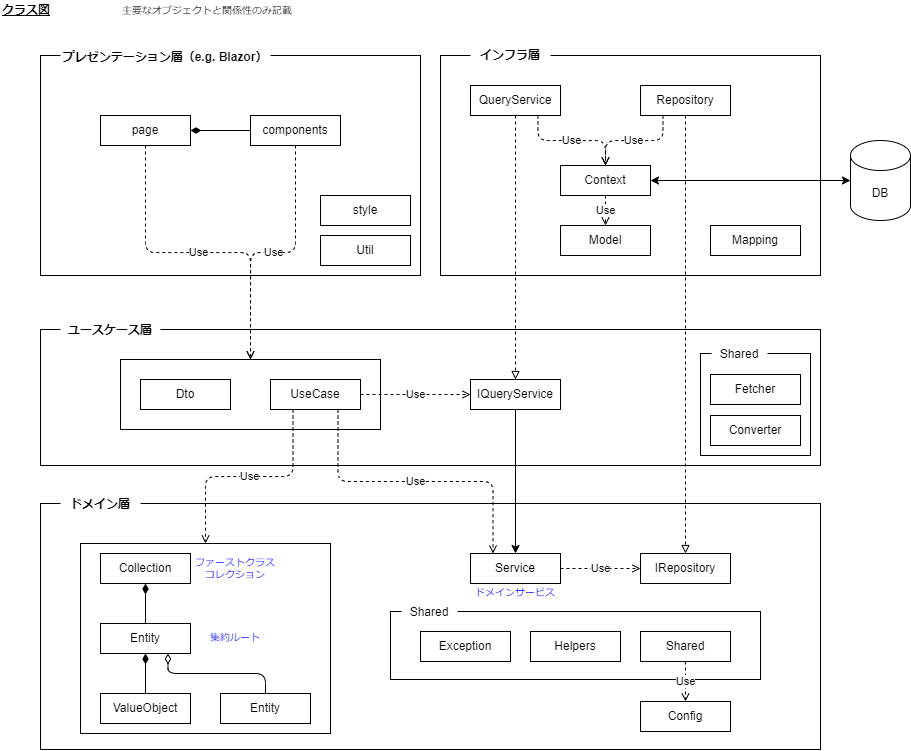 クラス図
主要なオブジェクトと関係性のみ記載
プレゼンテーション層（e.g. Blazor）
page
components
style
Util
Use
Use
インフラ層
QueryService
Repository
Use
Use
Context
Use
Model
Mapping
DB
ユースケース層
Dto
UseCase
Use
IQueryService
Shared
Fetcher
Converter
Use
Use
ドメイン層
Collection
ファーストクラス
コレクション
Entity
集約ルート
ValueObject
Entity
Service
ドメインサービス
Use
IRepository
Shared
Exception
Helpers
Shared
Use
Config